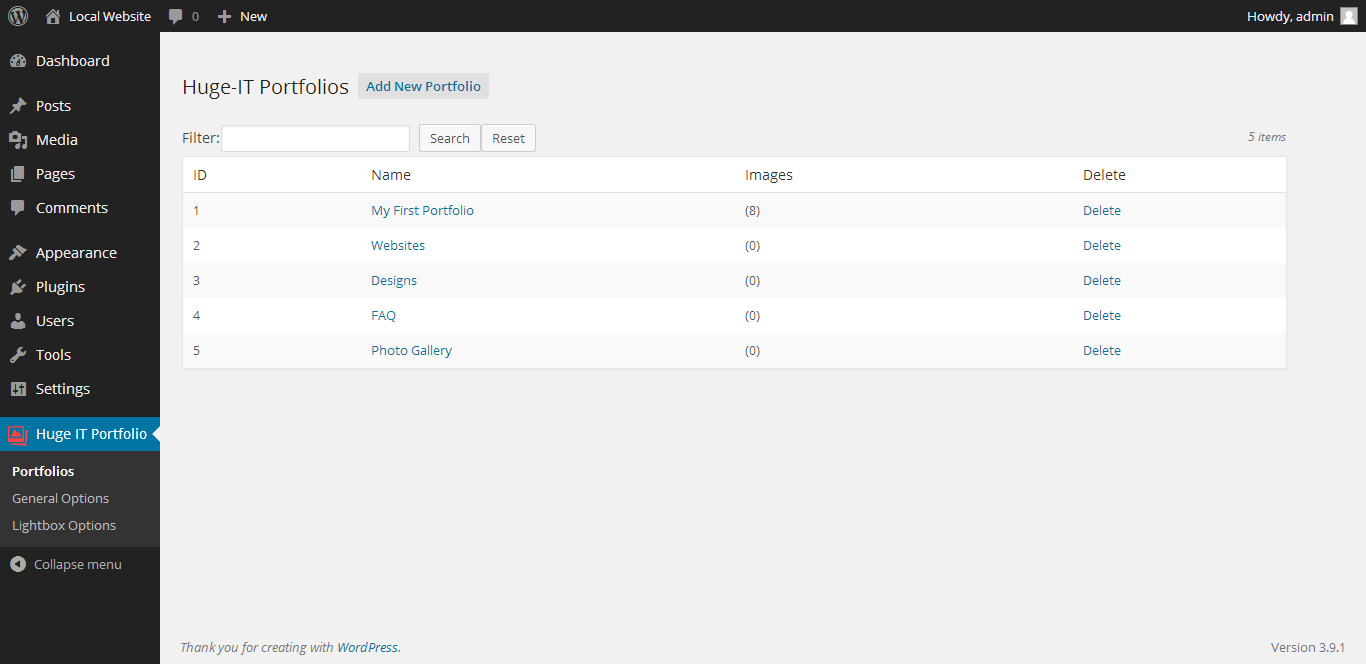 Local Website 0 New Howdy, admin
Dashboard
Posts
Media
Pages
Comments
Appearance
Plugins
Users
Tools
Settings
Huge IT Portfolio
Portfolios
General Options
Lightbox Options
Collapse menu
Huge-IT Portfolios Add New Portfolio
Filter: Search Reset 5 items
ID Name Images Delete
1 My First Portfolio (8) Delete
2 Websites (0) Delete
3 Designs (0) Delete
4 FAQ (0) Delete
5 Photo Gallery (0) Delete
Thank you for creating with WordPress. Version 3.9.1